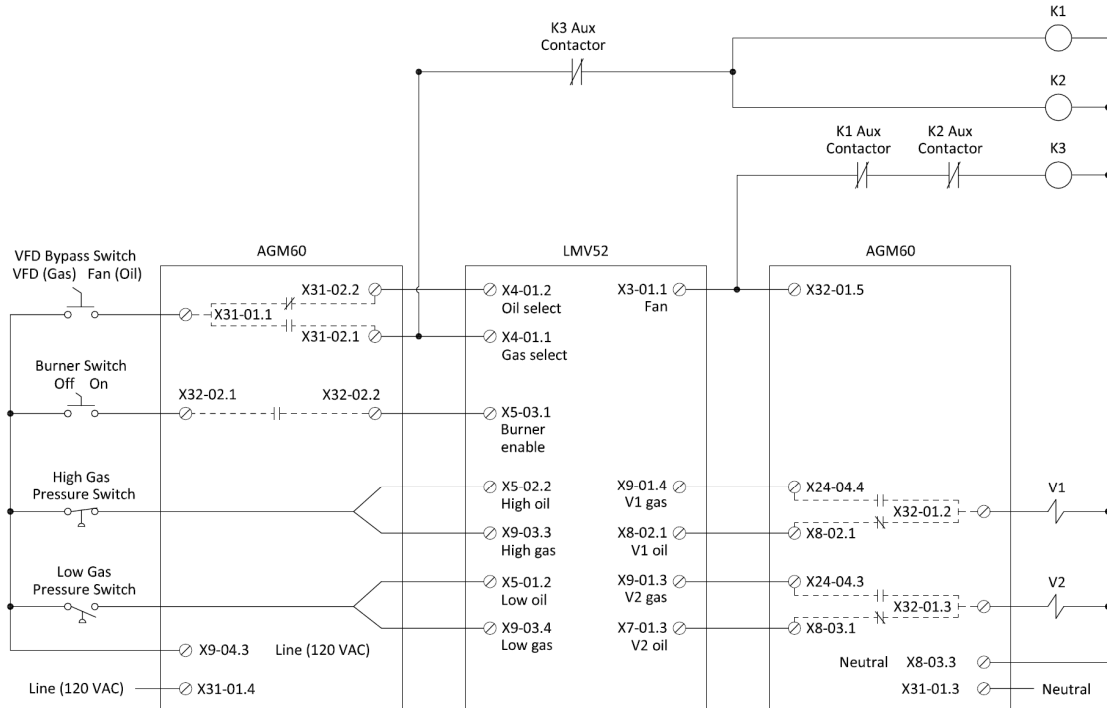 K1
K3 Aux
Contactor
K2
K1 Aux
Contactor
K2 Aux
Contactor
K3
VFD Bypass Switch
VFD (Gas) Fan (Oil)
AGM60
LMV52
AGM60
X31-02.2
X4-01.2
Oil select
X3-01.1
Fan
X32-01.5
X31-01.1
X31-02.1
X4-01.1
Gas select
Burner Switch
Off On
X32-02.1
X32-02.2
X5-03.1
Burner
enable
High Gas
Pressure Switch
X5-02.2
High oil
X9-01.4
V1 gas
X24-04.4
V1
X32-01.2
X9-03.3
High gas
X8-02.1
V1 oil
X8-02.1
Low Gas
Pressure Switch
X5-01.2
Low oil
X9-01.3
V2 gas
X24-04.3
V2
X32-01.3
X9-03.4
Low gas
X7-01.3
V2 oil
X8-03.1
X9-04.3 Line (120 VAC)
Neutral X8-03.3
Line (120 VAC) X31-01.4
X31-01.3 Neutral